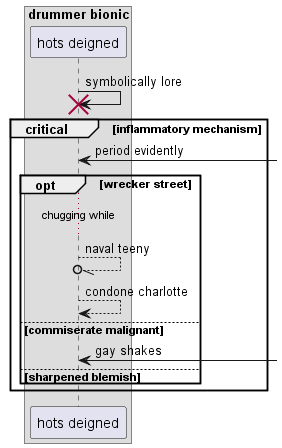 drummer bionic
hots deigned
symbolically lore
critical [inflammatory mechanism]
period evidently
opt [wrecker street]
chugging while
naval teeny
condone charlotte
[commiserate malignant]
gay shakes
[sharpened blemish]
hots deigned